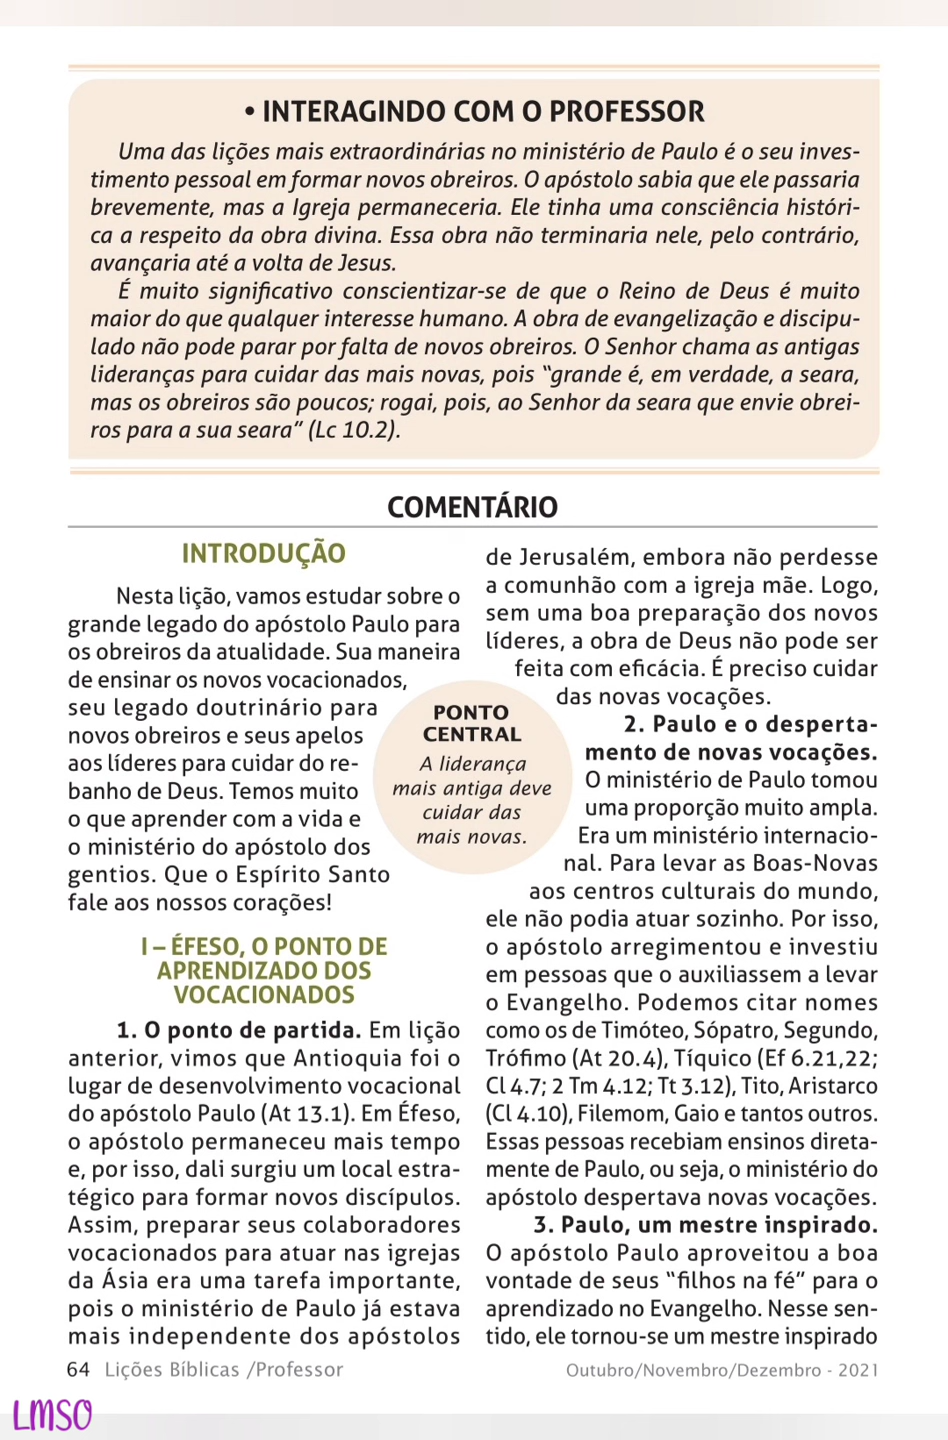 • INTERAGINDO COM O PROFESSOR
Uma das lições mais extraordinárias no ministério de Paulo é o seu inves-
timento pessoal em formar novos obreiros. O apóstolo sabia que ele passaria
brevemente, mas a Igreja permaneceria. Ele tinha uma consciência históri-
ca a respeito da obra divina. Essa obra não terminaria nele, pelo contrário,
avançaria até a volta de Jesus.
É muito significativo conscientizar-se de que o Reino de Deus é muito
maior do que qualquer interesse humano. A obra de evangelização e discipu-
lado não pode parar por falta de novos obreiros. O Senhor chama as antigas
lideranças para cuidar das mais novas, pois “grande é, em verdade, a seara,
mas os obreiros são poucos; rogai, pois, ao Senhor da seara que envie obrei-
ros para a sua seara” (Lc 10.2).
COMENTÁRIO
INTRODUÇÃO
Nesta lição, vamos estudar sobre o
grande legado do apóstolo Paulo para
os obreiros da atualidade. Sua maneira
de ensinar os novos vocacionados,
seu legado doutrinário para
novos obreiros e seus apelos
aos líderes para cuidar do re-
banho de Deus. Temos muito
o que aprender com a vida e
o ministério do apóstolo dos
gentios. Que o Espírito Santo
fale aos nossos corações!
I – ÉFESO, O PONTO DE
APRENDIZADO DOS
VOCACIONADOS
1. O ponto de partida. Em lição
anterior, vimos que Antioquia foi o
lugar de desenvolvimento vocacional
do apóstolo Paulo (At 13.1). Em Éfeso,
o apóstolo permaneceu mais tempo
e, por isso, dali surgiu um local estra-
tégico para formar novos discípulos.
Assim, preparar seus colaboradores
vocacionados para atuar nas igrejas
da Ásia era uma tarefa importante,
pois o ministério de Paulo já estava
mais independente dos apóstolos
PONTO
CENTRAL
A liderança
mais antiga deve
cuidar das
mais novas.
de Jerusalém, embora não perdesse
a comunhão com a igreja mãe. Logo,
sem uma boa preparação dos novos
líderes, a obra de Deus não pode ser
feita com eficácia. É preciso cuidar
das novas vocações.
2. Paulo e o desperta-
mento de novas vocações.
O ministério de Paulo tomou
uma proporção muito ampla.
Era um ministério internacio-
nal. Para levar as Boas-Novas
aos centros culturais do mundo,
ele não podia atuar sozinho. Por isso,
o apóstolo arregimentou e investiu
em pessoas que o auxiliassem a levar
o Evangelho. Podemos citar nomes
como os de Timóteo, Sópatro, Segundo,
Trófimo (At 20.4), Tíquico (Ef 6.21,22;
Cl 4.7; 2 Tm 4.12; Tt 3.12), Tito, Aristarco
(Cl 4.10), Filemom, Gaio e tantos outros.
Essas pessoas recebiam ensinos direta-
mente de Paulo, ou seja, o ministério do
apóstolo despertava novas vocações.
3. Paulo, um mestre inspirado.
O apóstolo Paulo aproveitou a boa
vontade de seus “filhos na fé” para o
aprendizado no Evangelho. Nesse sen-
tido, ele tornou-se um mestre inspirado
64 Lições Bíblicas /Professor
Outubro/Novembro/Dezembro - 2021
LMSO